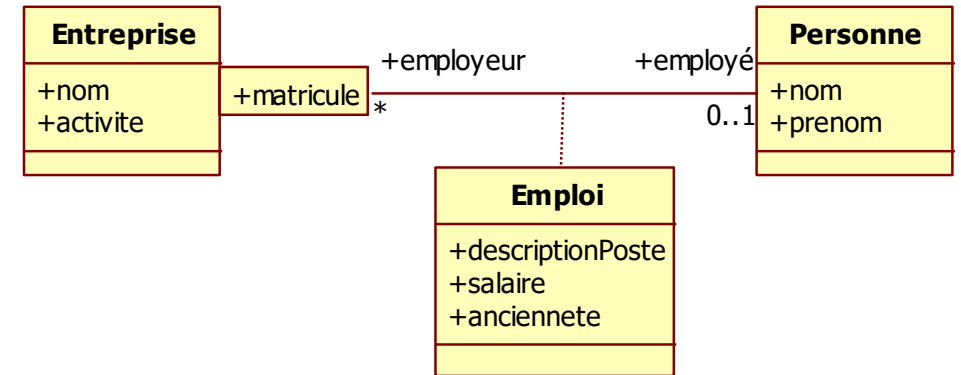 Entreprise
+nom
+activite
+matricule
+employeur
*
+employé
0..1
Personne
+nom
+prenom
Emploi
+descriptionPoste
+salaire
+anciennete